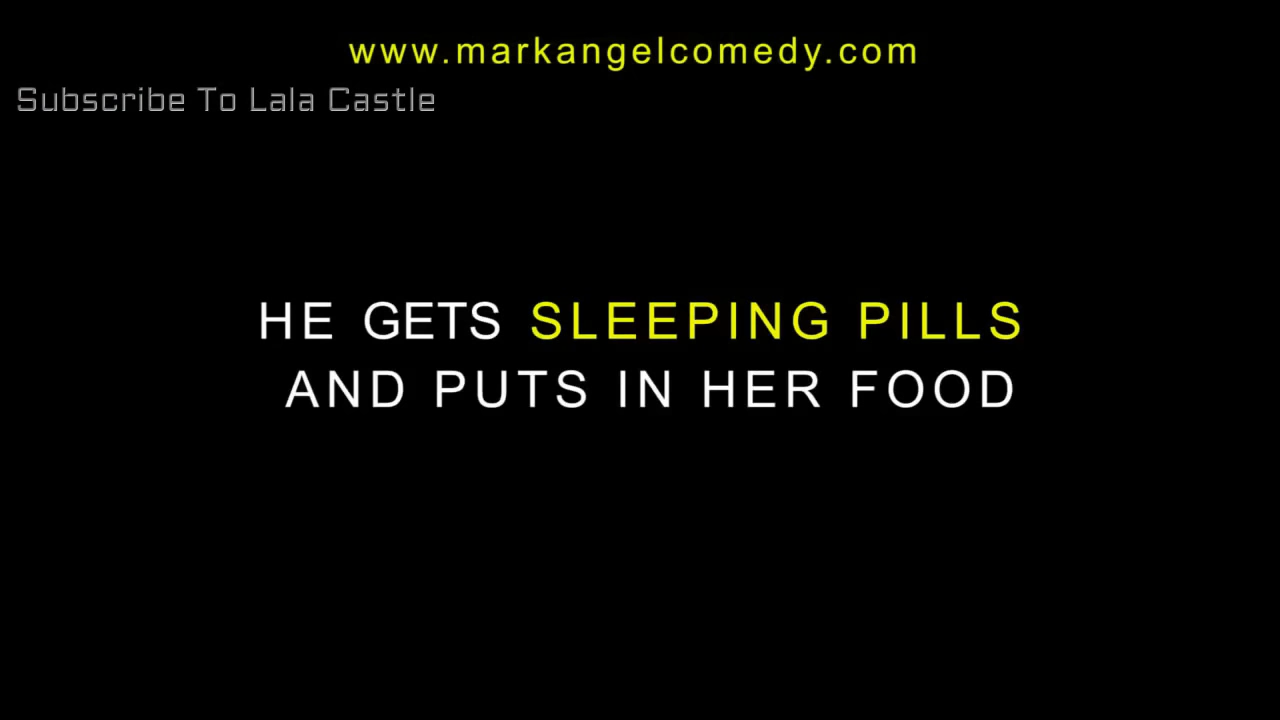 www.markangelcomedy.com
Subscribe To Lala Castle
HE GETS SLEEPING PILLS
AND PUTS IN HER FOOD